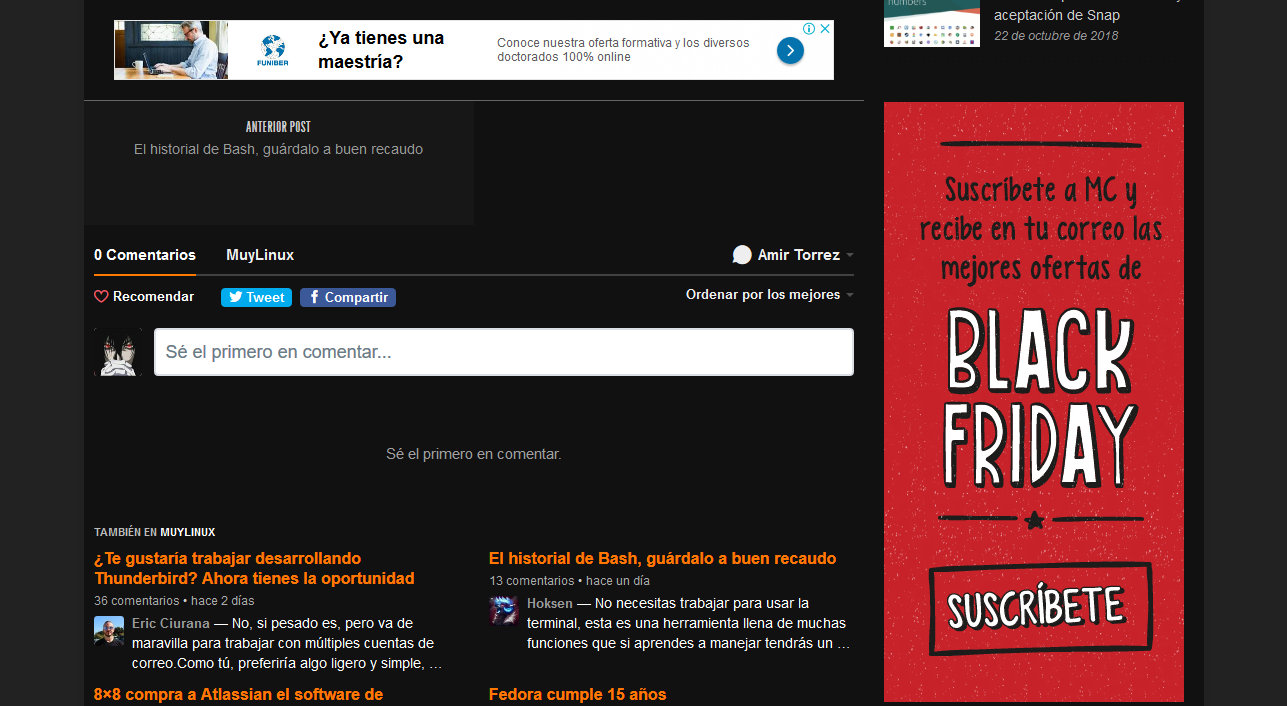 ¿Ya tienes una
maestría?
FUNIBER
Conoce nuestra oferta formativa y los diversos
doctorados 100% online
numbers
aceptación de Snap
22 de octubre de 2018
ANTERIOR POST
El historial de Bash, guárdalo a buen recaudo
0 Comentarios MuyLinux Amir Torrez
Recomendar Tweet Compartir Ordenar por los mejores
Sé el primero en comentar...
Sé el primero en comentar.
TAMBIÉN EN MUYLINUX
¿Te gustaría trabajar desarrollando
Thunderbird? Ahora tienes la oportunidad
36 comentarios • hace 2 días
Eric Ciurana — No, si pesado es, pero va de
maravilla para trabajar con múltiples cuentas de
correo.Como tú, preferiría algo ligero y simple, ...
8×8 compra a Atlassian el software de
El historial de Bash, guárdalo a buen recaudo
13 comentarios • hace un día
Hoksen — No necesitas trabajar para usar la
terminal, esta es una herramienta llena de muchas
funciones que si aprendes a manejar tendrás un ...
Fedora cumple 15 años
Suscríbete a MC y
recibe en tu correo las
mejores ofertas de
BLACK
FRIDAY
SUSCRÍBETE